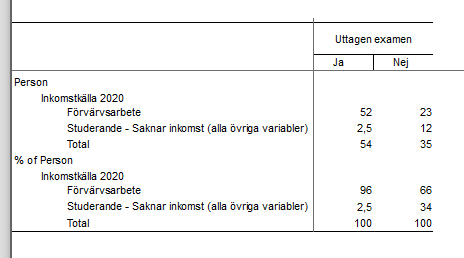 Uttagen examen
Ja Nej
Person
Inkomstkälla 2020
Förvärvsarbete 52 23
Studerande - Saknar inkomst (alla övriga variabler) 2,5 12
Total 54 35
% of Person
Inkomstkälla 2020
Förvärvsarbete 96 66
Studerande - Saknar inkomst (alla övriga variabler) 2,5 34
Total 100 100